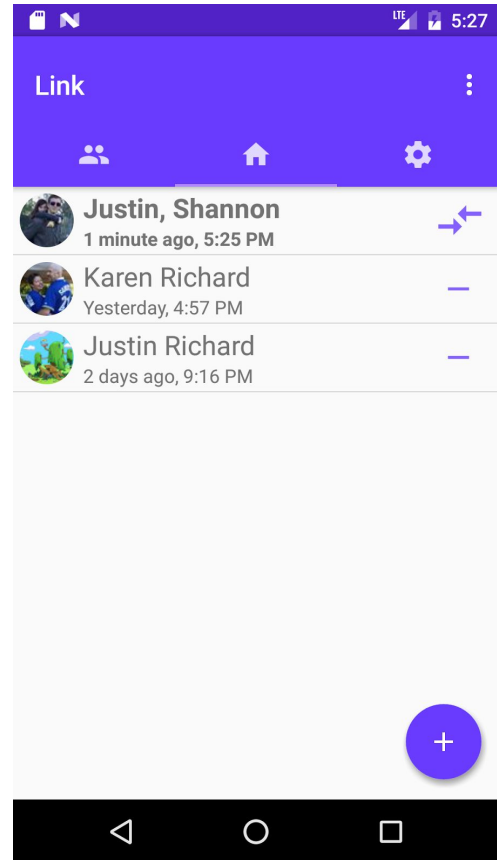 LTE 5:27
Link
Justin, Shannon
1 minute ago, 5:25 PM
Karen Richard
Yesterday, 4:57 PM
Justin Richard
2 days ago, 9:16 PM